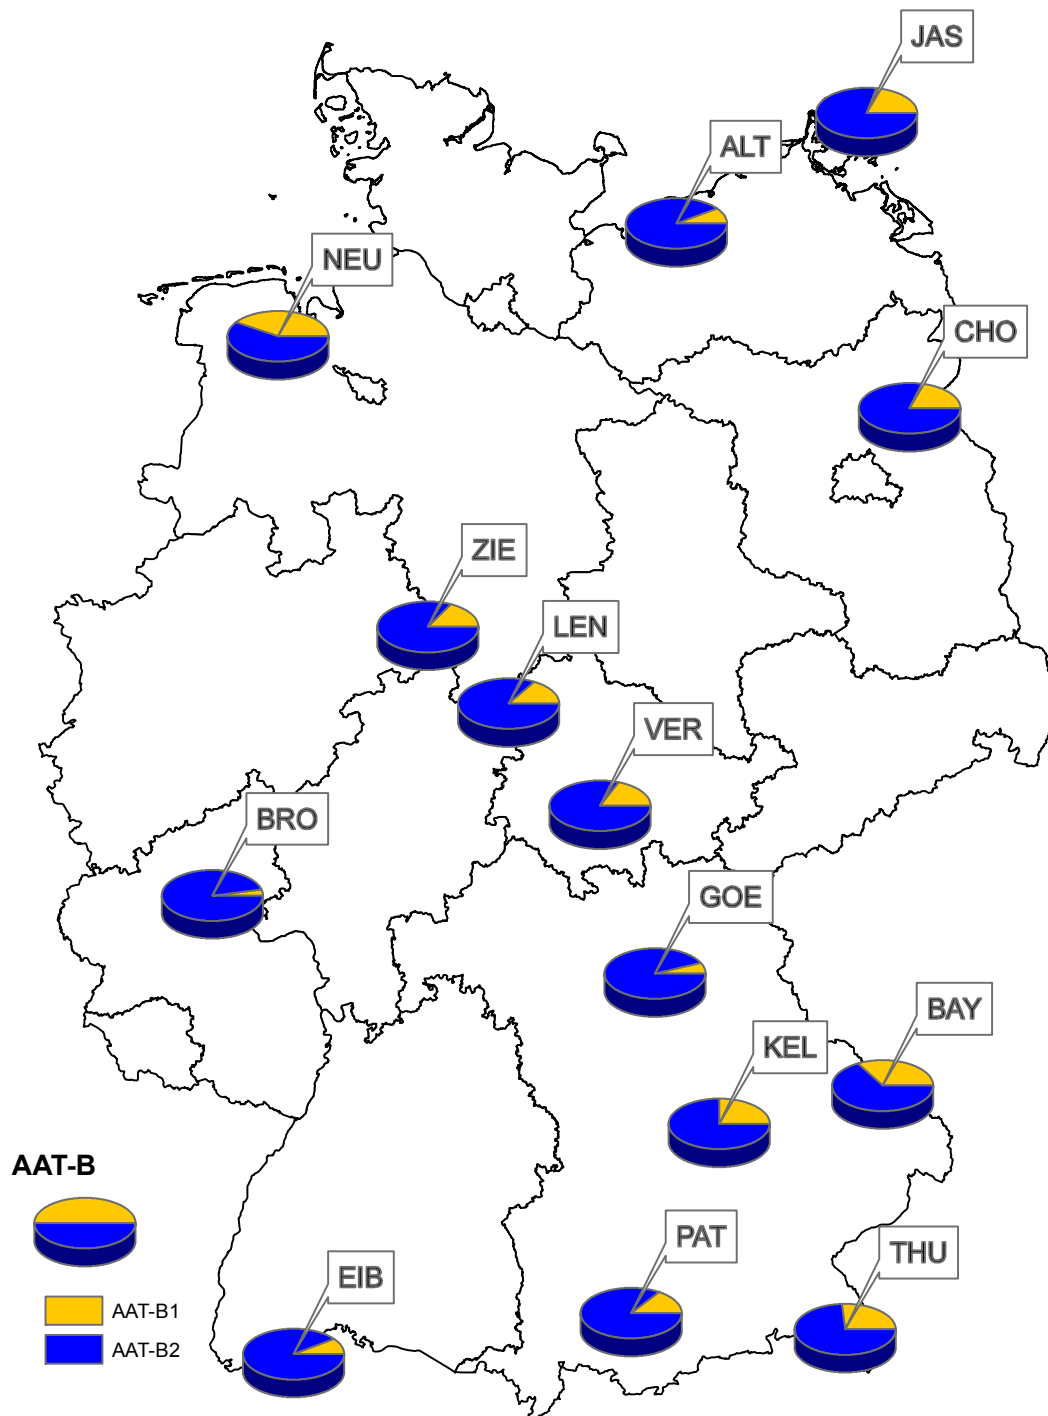 JAS
ALT
NEU
CHO
ZIE
LEN
VER
BRO
GOE
BAY
KEL
AAT-B
PAT
THU
EIB
AAT-B1
AAT-B2